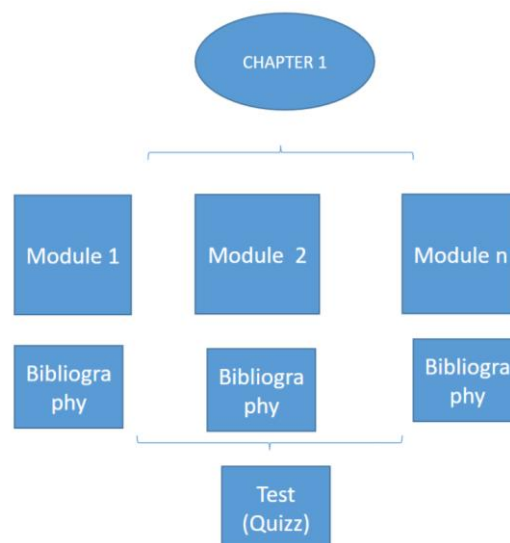 CHAPTER 1
Module 1
Module 2
Module n
Bibliogra
phy
Bibliogra
phy
Bibliogra
phy
Test
(Quizz)